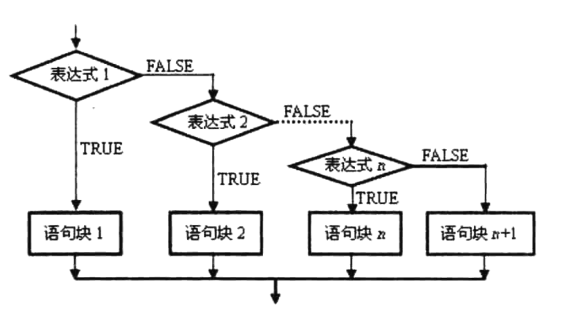 表达式 1
FALSE
表达式 2
FALSE
TRUE
表达式 n
FALSE
TRUE
TRUE
语句块 1
语句块 2
语句块 n
语句块 n+1